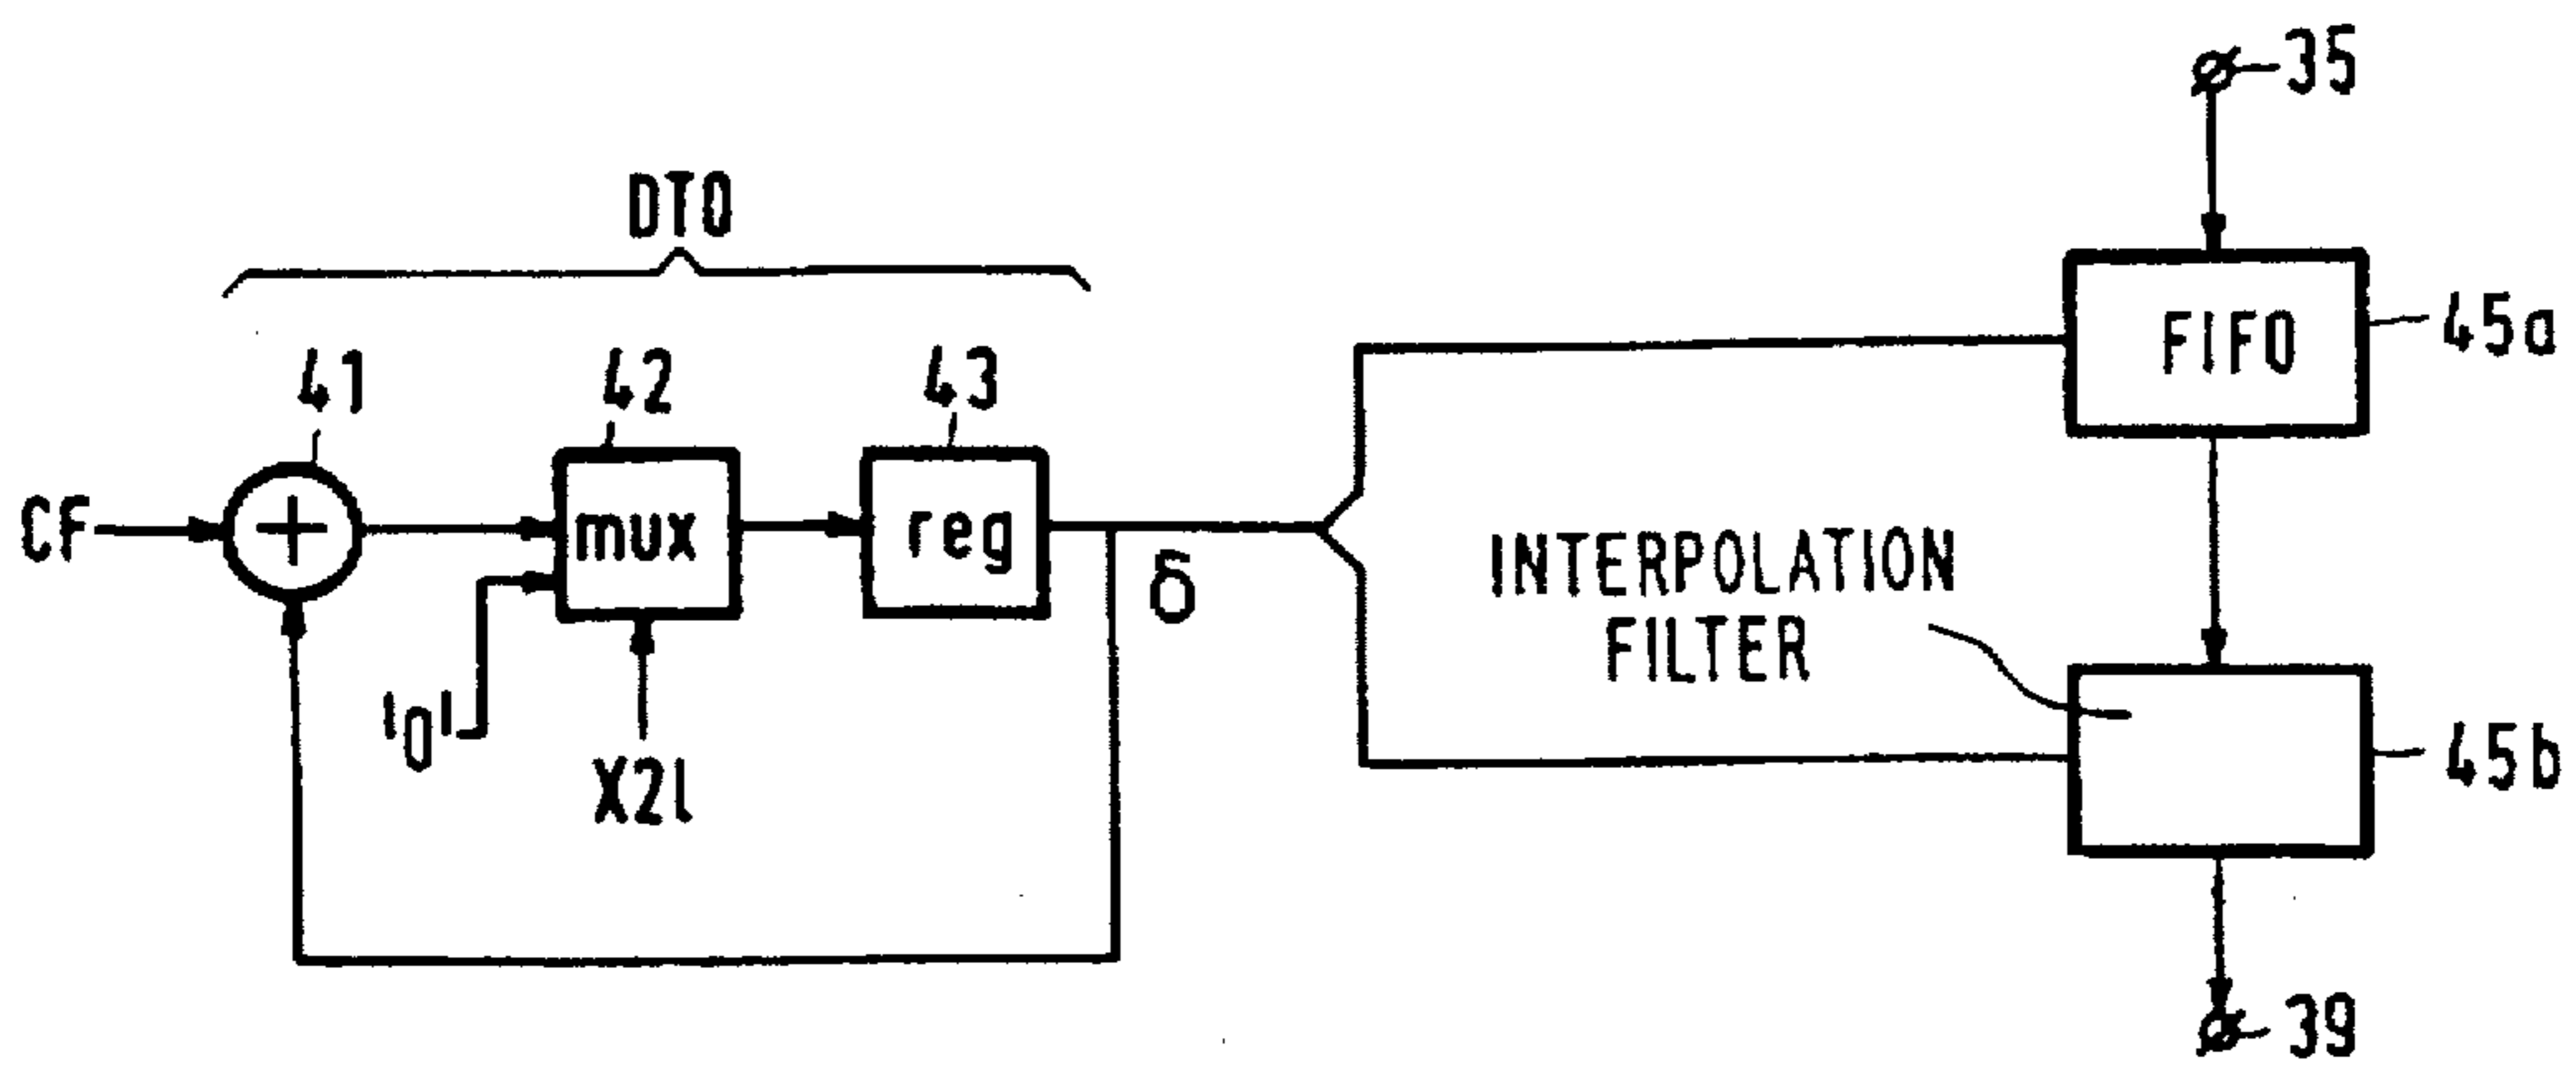 35
DTO
FIFO
45a
41
42
43
CF
+
mux
reg
δ
INTERPOLATION
FILTER
'0'
X2l
45b
39